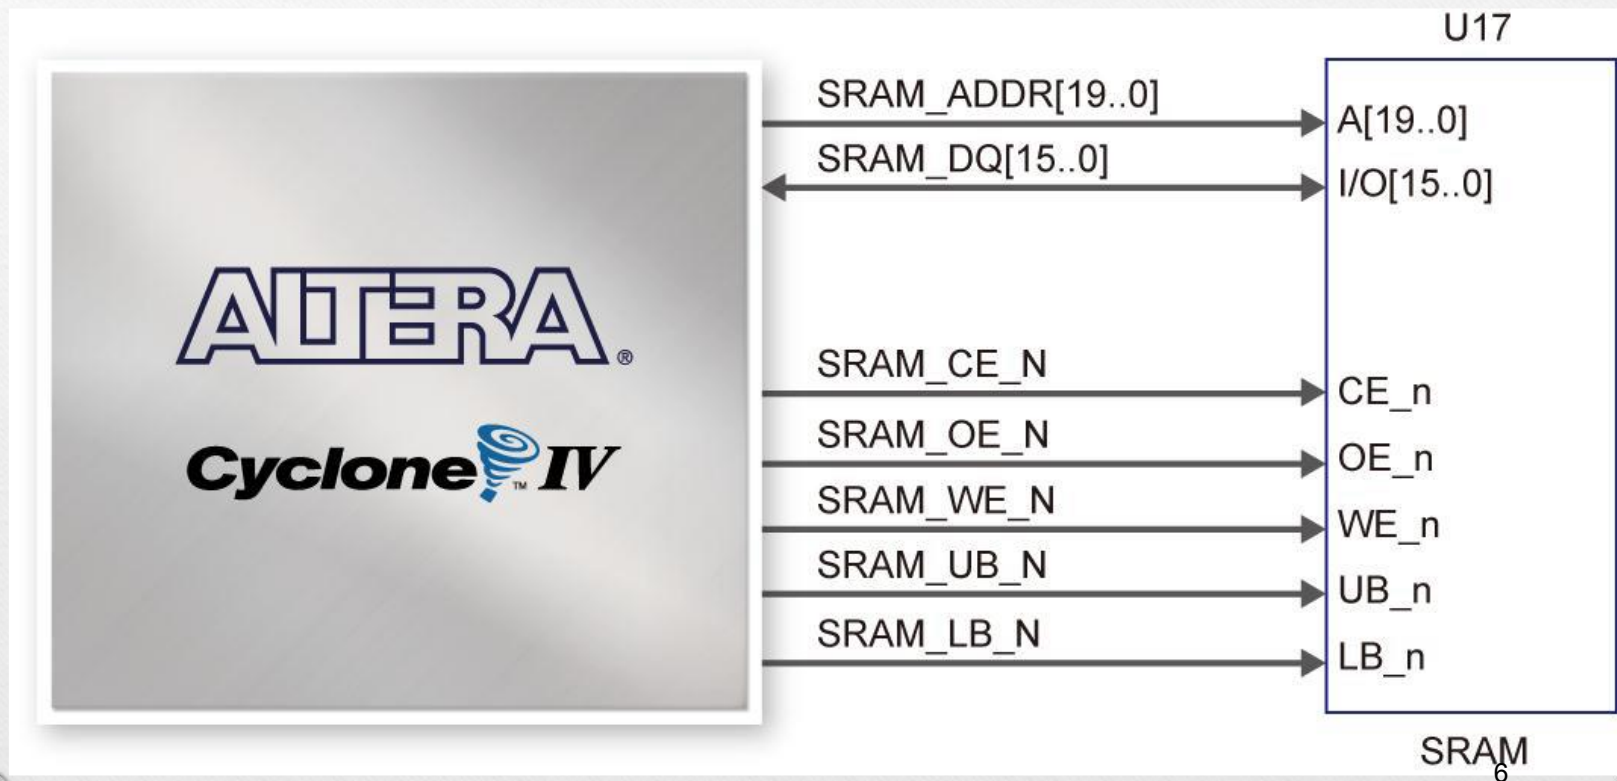 U17
SRAM_ADDR[19..0]
A[19..0]
SRAM_DQ[15..0]
I/O[15..0]
ALTERA®
Cyclone™ IV
SRAM_CE_N
CE_n
SRAM_OE_N
OE_n
SRAM_WE_N
WE_n
SRAM_UB_N
UB_n
SRAM_LB_N
LB_n
SRAM
6